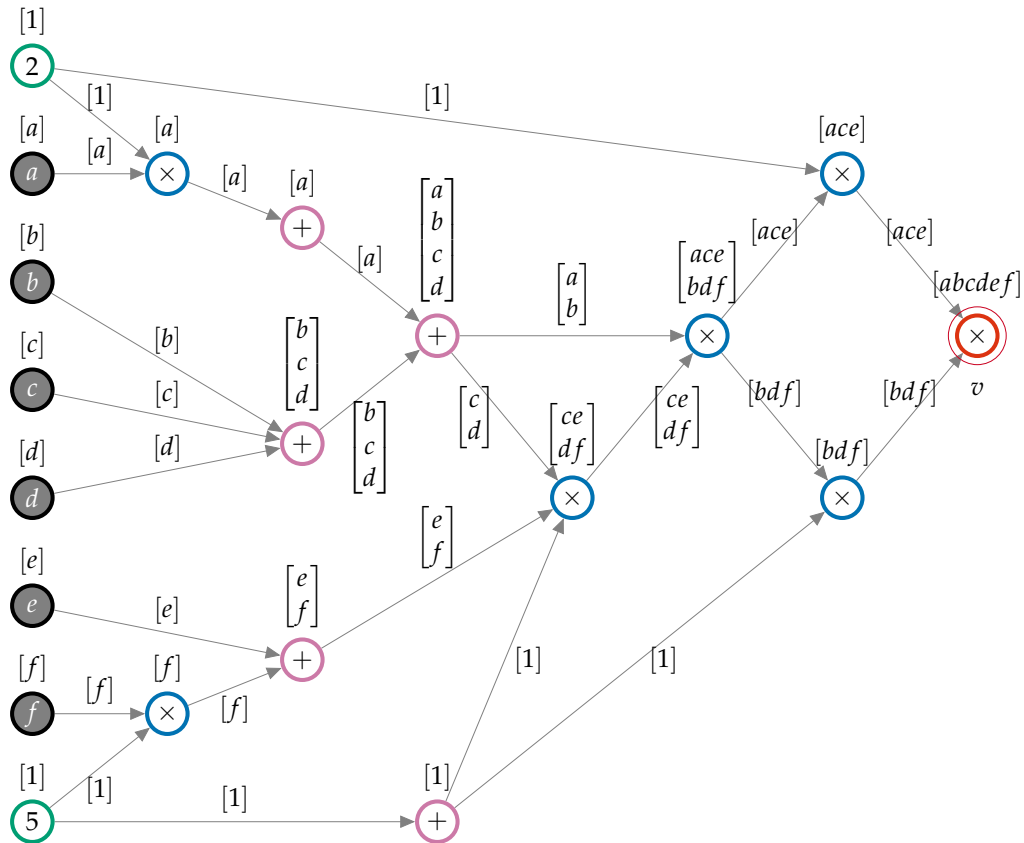 [1]
2
[1]
[1]
[a]
a
[a]
[a]
×
[a]
[a]
+
[a]
[a
b
c
d]
+
[ace]
×
[ace]
[ace]
[b]
b
[b]
[a
b]
[ace
bdf]
×
[abcdef]
×
v
[c]
c
[c]
[b
c
d]
+
[b
c
d]
[c
d]
[ce
df]
×
[ce
df]
[bdf]
[bdf]
[bdf]
×
[d]
d
[d]
[e]
e
[e]
[e
f]
+
[e
f]
[f]
f
[f]
[f]
×
[f]
[1]
[1]
[1]
5
[1]
[1]
[1]
+